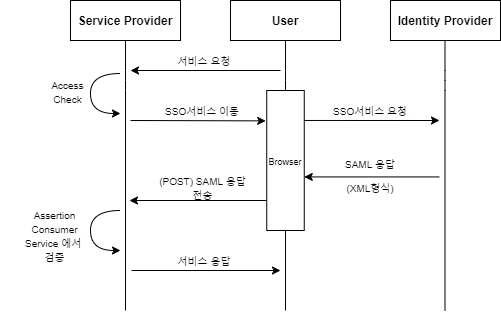 Service Provider
User
Identity Provider
서비스 요청
Access
Check
SSO서비스 이동
SSO서비스 요청
Browser
SAML 응답
(XML형식)
(POST) SAML 응답
전송
Assertion
Consumer
Service 에서
검증
서비스 응답